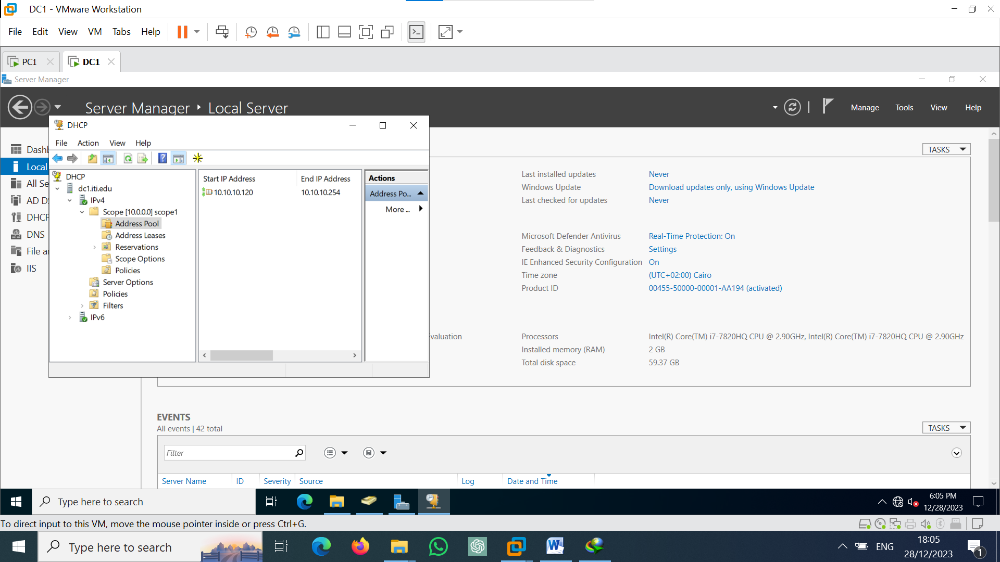 DC1 - VMware Workstation
File Edit View VM Tabs Help
PC1 DC1
Server Manager
Server Manager Local Server
Manage Tools View Help
DHCP
File Action View Help
Dashb
Local
All Se
AD D
DHCP
DNS
File a
IIS
DHCP
dc1.iti.edu
IPv4
Scope [10.0.0.0] scope1
Address Pool
Address Leases
Reservations
Scope Options
Policies
Server Options
Policies
Filters
IPv6
Start IP Address End IP Address
10.10.10.120 10.10.10.254
Actions
Address Po...
More ...
TASKS
Last installed updates Never
Windows Update Download updates only, using Windows Update
Last checked for updates Never
Microsoft Defender Antivirus Real-Time Protection: On
Feedback & Diagnostics Settings
IE Enhanced Security Configuration On
Time zone (UTC+02:00) Cairo
Product ID 00455-50000-00001-AA194 (activated)
Evaluation
Processors Intel(R) Core(TM) i7-7820HQ CPU @ 2.90GHz, Intel(R) Core(TM) i7-7820HQ CPU @ 2.90GHz
Installed memory (RAM) 2 GB
Total disk space 59.37 GB
EVENTS
All events | 42 total
TASKS
Filter
Server Name ID Severity Source Log Date and Time
Type here to search
6:05 PM
12/28/2023
To direct input to this VM, move the mouse pointer inside or press Ctrl+G.
Type here to search
ENG
18:05
28/12/2023
1